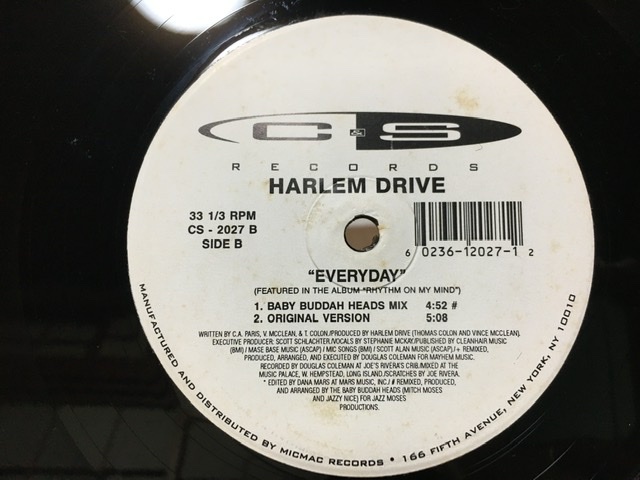 C & S
RECORDS
HARLEM DRIVE
33 1/3 RPM
CS - 2027 B
SIDE B
6 0236-12027-1 2
"EVERYDAY"
(FEATURED IN THE ALBUM "RHYTHM ON MY MIND")
1. BABY BUDDAH HEADS MIX 4:52 #
2. ORIGINAL VERSION 5:08
WRITTEN BY C.A. PARIS, V. MCCLEAN, & T. COLON./PRODUCED BY HARLEM DRIVE (THOMAS COLON AND VINCE MCCLEAN).
EXECUTIVE PRODUCER: SCOTT SCHLACHTER./VOCALS BY STEPHANIE MCKAY./PUBLISHED BY CLEANHAIR MUSIC
(BMI) / MASE BASE MUSIC (ASCAP) / MIC SONGS (BMI) / SCOTT ALAN MUSIC (ASCAP)./+ REMIXED,
PRODUCED, ARRANGED, AND EXECUTED BY DOUGLAS COLEMAN FOR MAYHEM MUSIC.
RECORDED BY DOUGLAS COLEMAN AT JOE'S RIVERA'S CRIB./MIXED AT THE
MUSIC PALACE, W. HEMPSTEAD, LONG ISLAND./SCRATCHES BY JOE RIVERA.
* EDITED BY DANA MARS AT MARS MUSIC, INC./# REMIXED, PRODUCED,
AND ARRANGED BY THE BABY BUDDAH HEADS (MITCH MOSES
AND JAZZY NICE) FOR JAZZ MOSES
PRODUCTIONS.
MANUFACTURED AND DISTRIBUTED BY MICMAC RECORDS • 166 FIFTH AVENUE, NEW YORK, NY 10010